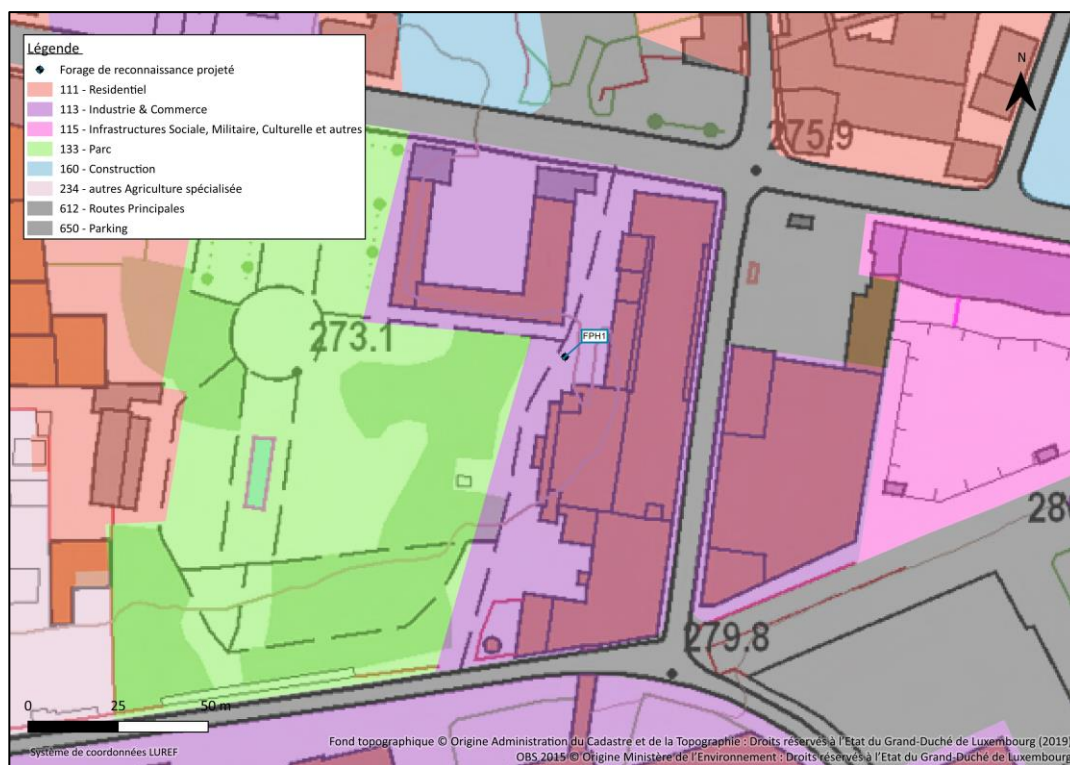 Légende
Forage de reconnaissance projeté
111 - Residentiel
113 - Industrie & Commerce
115 - Infrastructures Sociale, Militaire, Culturelle et autres
133 - Parc
160 - Construction
234 - autres Agriculture spécialisée
612 - Routes Principales
650 - Parking
N
275.9
273.1
FPH1
28
279.8
0 25 50 m
Système de coordonnées LUREF
Fond topographique © Origine Administration du Cadastre et de la Topographie : Droits réservés à l'Etat du Grand-Duché de Luxembourg (2019)
OBS 2015 © Origine Ministère de l'Environnement : Droits réservés à l'Etat du Grand-Duché de Luxembourg